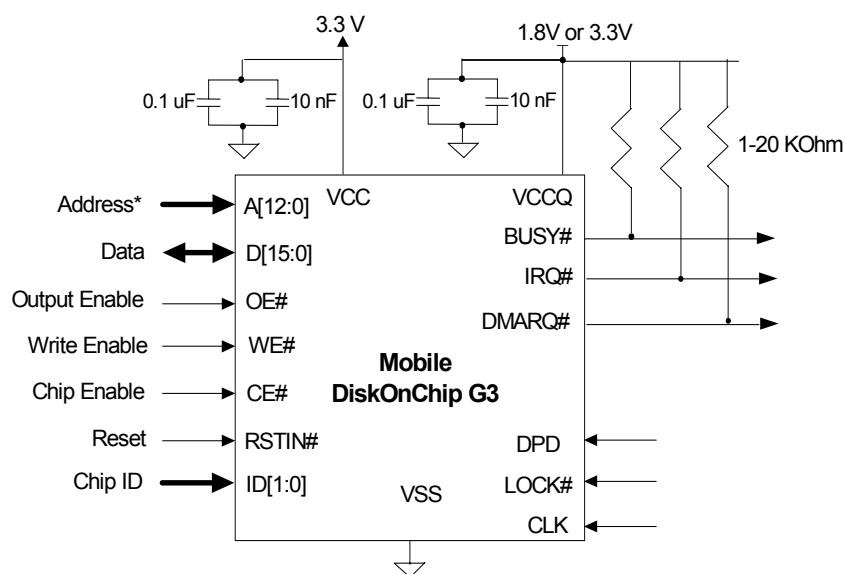 3.3 V
1.8V or 3.3V
0.1 uF
10 nF
0.1 uF
10 nF
1-20 KOhm
VCC
VCCQ
Address*
A[12:0]
BUSY#
Data
D[15:0]
IRQ#
Output Enable
OE#
DMARQ#
Write Enable
WE#
Mobile
DiskOnChip G3
Chip Enable
CE#
Reset
RSTIN#
DPD
Chip ID
ID[1:0]
VSS
LOCK#
CLK